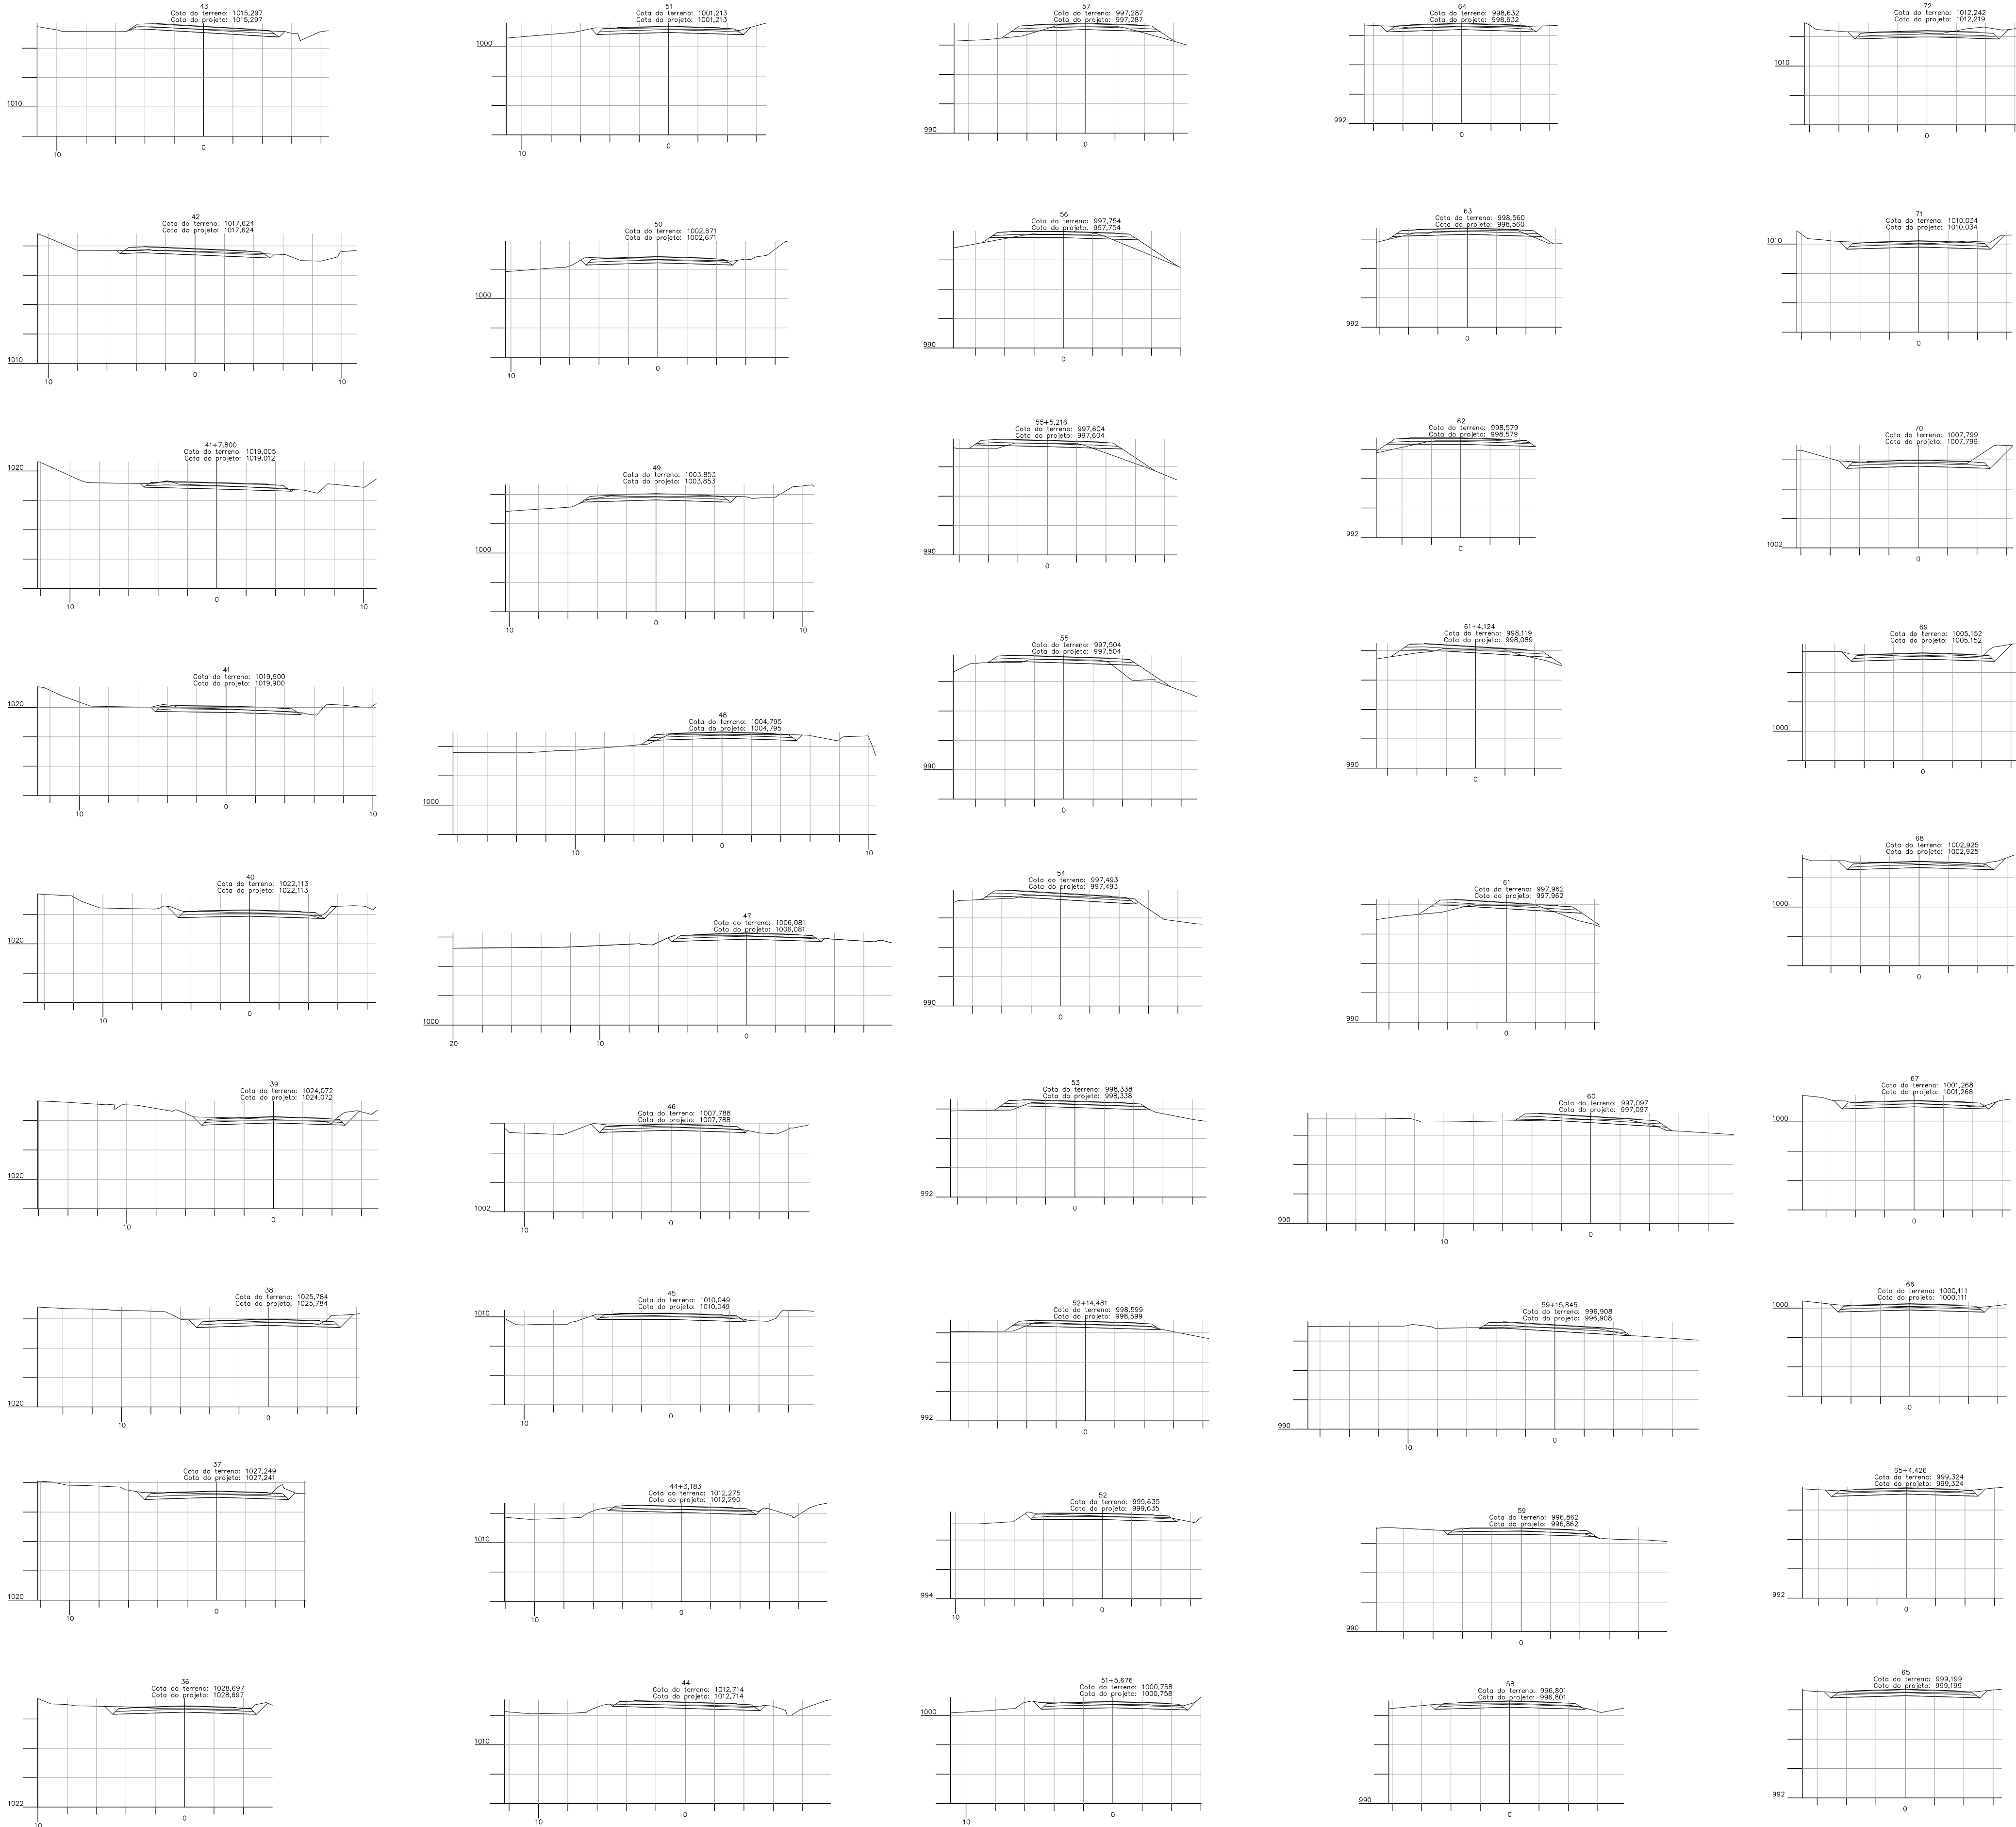 43
Cota do terreno: 1015,297
Cota do projeto: 1015,297
1010
10
0
51
Cota do terreno: 1001,213
Cota do projeto: 1001,213
1000
10
0
57
Cota do terreno: 997,287
Cota do projeto: 997,287
990
0
64
Cota do terreno: 998,632
Cota do projeto: 998,632
992
0
72
Cota do terreno: 1012,242
Cota do projeto: 1012,219
1010
0
42
Cota do terreno: 1017,624
Cota do projeto: 1017,624
1010
10
0
10
50
Cota do terreno: 1002,671
Cota do projeto: 1002,671
1000
10
0
56
Cota do terreno: 997,754
Cota do projeto: 997,754
990
0
63
Cota do terreno: 998,560
Cota do projeto: 998,560
992
0
71
Cota do terreno: 1010,034
Cota do projeto: 1010,034
1010
0
41+7,800
Cota do terreno: 1019,005
Cota do projeto: 1019,012
1020
10
0
10
49
Cota do terreno: 1003,853
Cota do projeto: 1003,853
1000
10
0
10
55+5,216
Cota do terreno: 997,604
Cota do projeto: 997,604
990
0
62
Cota do terreno: 998,579
Cota do projeto: 998,579
992
0
70
Cota do terreno: 1007,799
Cota do projeto: 1007,799
1002
0
41
Cota do terreno: 1019,900
Cota do projeto: 1019,900
1020
10
0
10
48
Cota do terreno: 1004,795
Cota do projeto: 1004,795
1000
10
0
10
55
Cota do terreno: 997,504
Cota do projeto: 997,504
990
0
61+4,124
Cota do terreno: 998,119
Cota do projeto: 998,089
990
0
69
Cota do terreno: 1005,152
Cota do projeto: 1005,152
1000
0
40
Cota do terreno: 1022,113
Cota do projeto: 1022,113
1020
10
0
47
Cota do terreno: 1006,081
Cota do projeto: 1006,081
1000
20
10
0
54
Cota do terreno: 997,493
Cota do projeto: 997,493
990
0
61
Cota do terreno: 997,962
Cota do projeto: 997,962
990
0
68
Cota do terreno: 1002,925
Cota do projeto: 1002,925
1000
0
39
Cota do terreno: 1024,072
Cota do projeto: 1024,072
1020
10
0
46
Cota do terreno: 1007,788
Cota do projeto: 1007,788
1002
10
0
53
Cota do terreno: 998,338
Cota do projeto: 998,338
992
0
60
Cota do terreno: 997,097
Cota do projeto: 997,097
990
10
0
67
Cota do terreno: 1001,268
Cota do projeto: 1001,268
1000
0
38
Cota do terreno: 1025,784
Cota do projeto: 1025,784
1020
10
0
45
Cota do terreno: 1010,049
Cota do projeto: 1010,049
1010
10
0
52+14,481
Cota do terreno: 998,599
Cota do projeto: 998,599
992
0
59+15,845
Cota do terreno: 996,908
Cota do projeto: 996,908
990
10
0
66
Cota do terreno: 1000,111
Cota do projeto: 1000,111
1000
0
37
Cota do terreno: 1027,249
Cota do projeto: 1027,241
1020
10
0
44+3,183
Cota do terreno: 1012,275
Cota do projeto: 1012,290
1010
10
0
52
Cota do terreno: 999,635
Cota do projeto: 999,635
994
10
0
59
Cota do terreno: 996,862
Cota do projeto: 996,862
990
0
65+4,426
Cota do terreno: 999,324
Cota do projeto: 999,324
992
0
36
Cota do terreno: 1028,697
Cota do projeto: 1028,697
1022
10
0
44
Cota do terreno: 1012,714
Cota do projeto: 1012,714
1010
10
0
51+5,676
Cota do terreno: 1000,758
Cota do projeto: 1000,758
1000
10
0
58
Cota do terreno: 996,801
Cota do projeto: 996,801
990
0
65
Cota do terreno: 999,199
Cota do projeto: 999,199
992
0